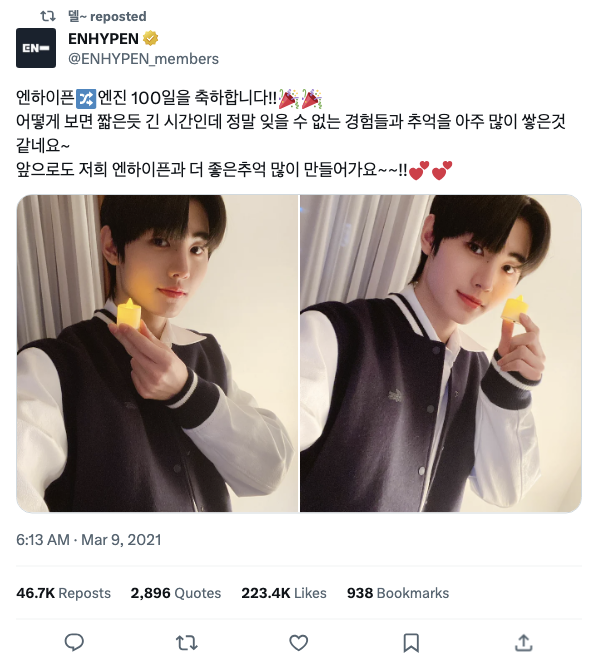 델~ reposted
EN-
ENHYPEN
@ENHYPEN_members
엔하이픈🔀엔진 100일을 축하합니다!!🎉🎉
어떻게 보면 짧은듯 긴 시간인데 정말 잊을 수 없는 경험들과 추억을 아주 많이 쌓은것
같네요~
앞으로도 저희 엔하이픈과 더 좋은추억 많이 만들어가요~~!!💕💕
6:13 AM · Mar 9, 2021
46.7K Reposts 2,896 Quotes 223.4K Likes 938 Bookmarks